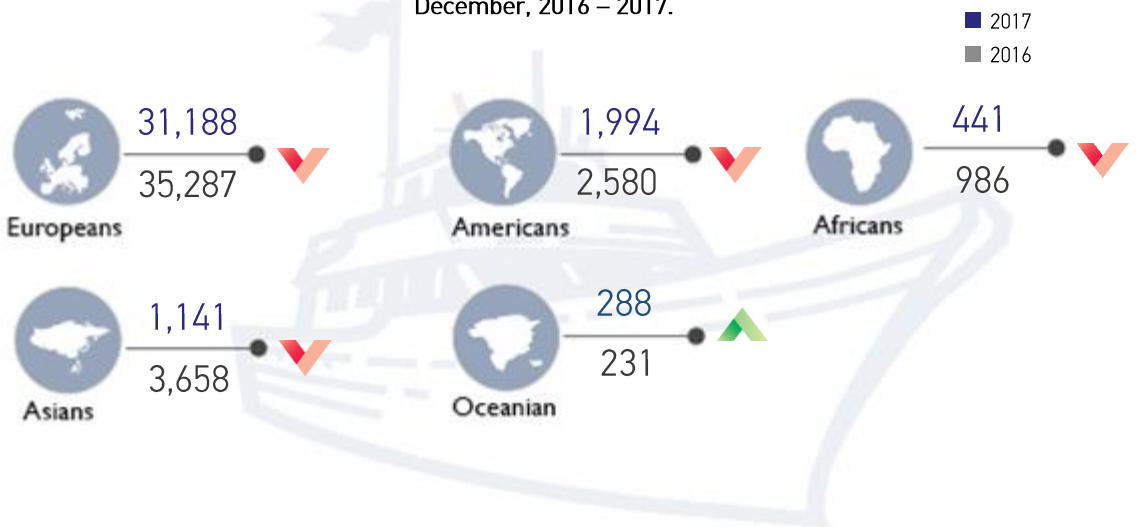 December, 2016 – 2017.
2017
2016
31,188
35,287
Europeans
1,994
2,580
Americans
441
986
Africans
1,141
3,658
Asians
288
231
Oceanian